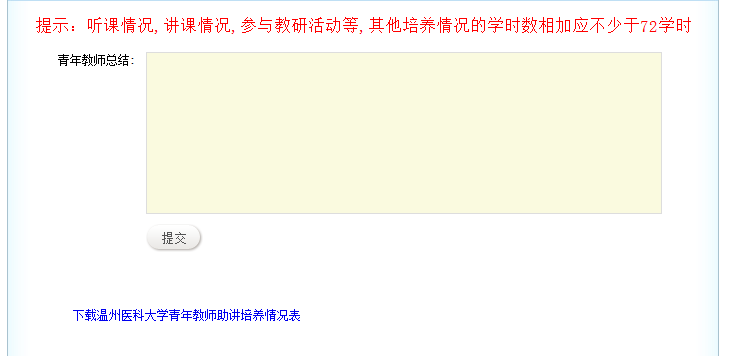 提示：听课情况,讲课情况,参与教研活动等,其他培养情况的学时数相加应不少于72学时
青年教师总结：
提交
下载温州医科大学青年教师助讲培养情况表